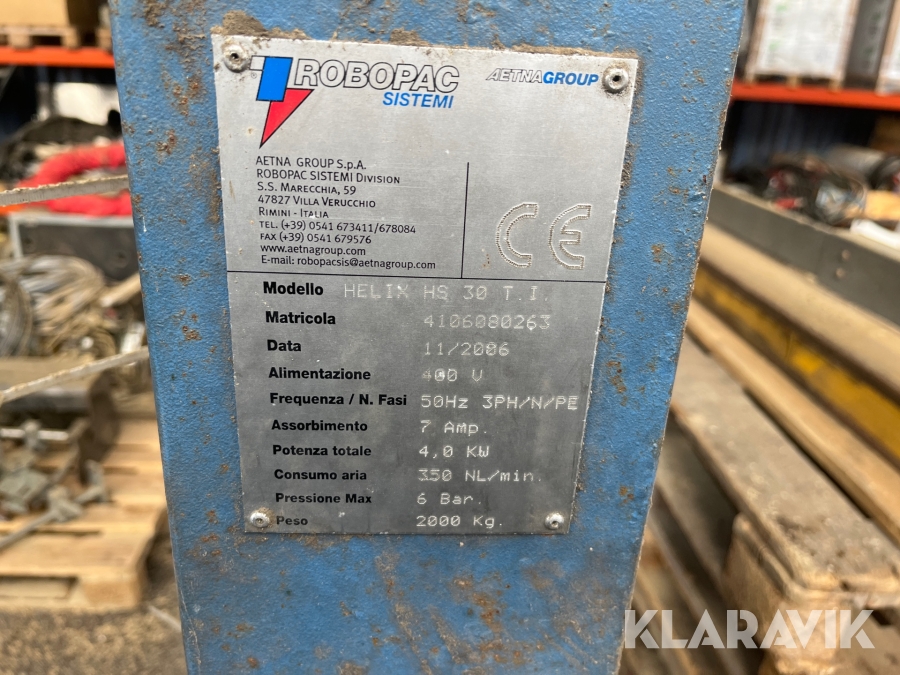 ROBOPAC
SISTEMI
AETNAGROUP
AETNA GROUP S.p.A.
ROBOPAC SISTEMI DIVISION
S.S. MARECCHIA, 59
47827 VILLA VERUCCHIO
RIMINI - ITALIA
TEL. (+39) 0541 673411/678084
FAX (+39) 0541 679576
www.aetnagroup.com
E-mail: robopacsis@aetnagroup.com
CE
Modello HELIX HS 30 T.I.
Matricola 4106080263
Data 11/2006
Alimentazione 400 V
Frequenza / N. Fasi 50Hz 3PH/N/PE
Assorbimento 7 Amp.
Potenza totale 4,0 KW
Consumo aria 350 NL/min.
Pressione Max 6 Bar.
Peso 2000 Kg.
KLARAVIK